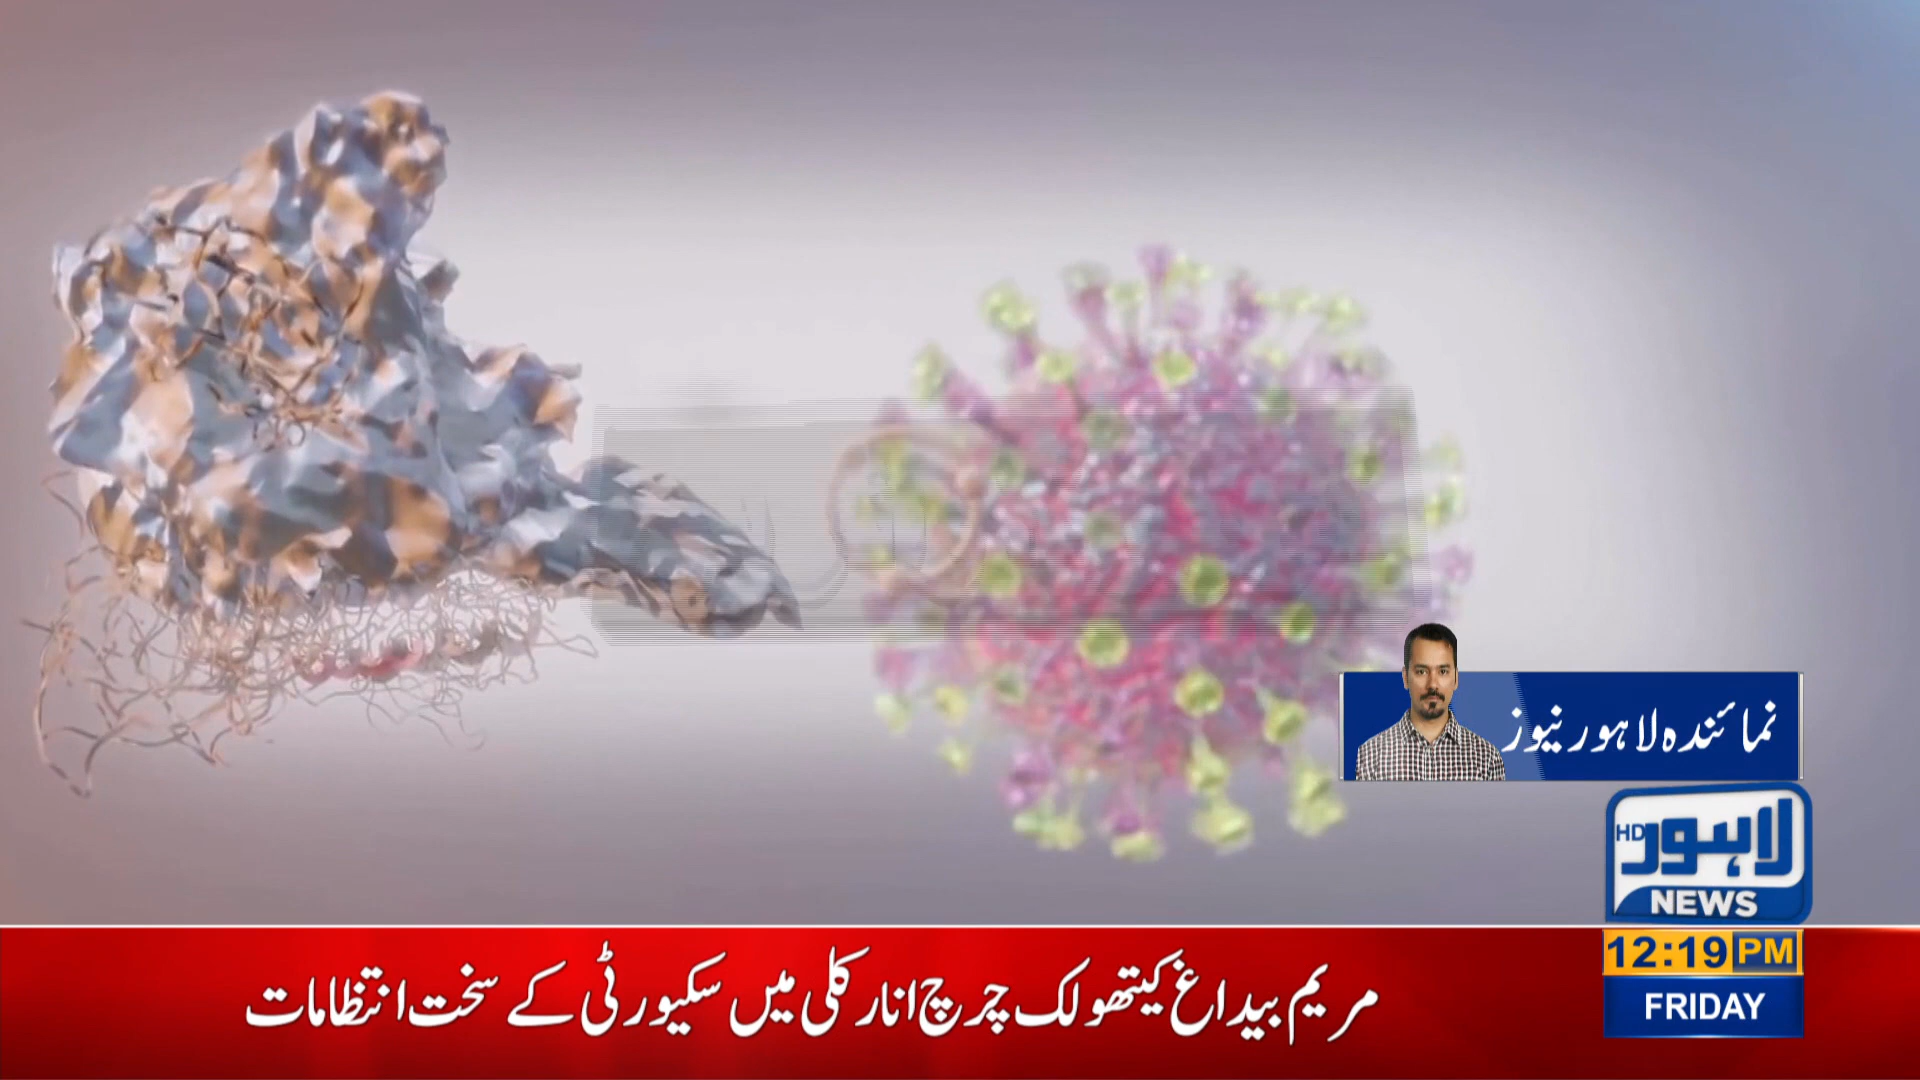 نمائندہ لاہور نیوز
HD لاہور
NEWS
12:19 PM
FRIDAY
مریم بیداغ کیتھولک چرچ انارکلی میں سکیورٹی کے سخت انتظامات